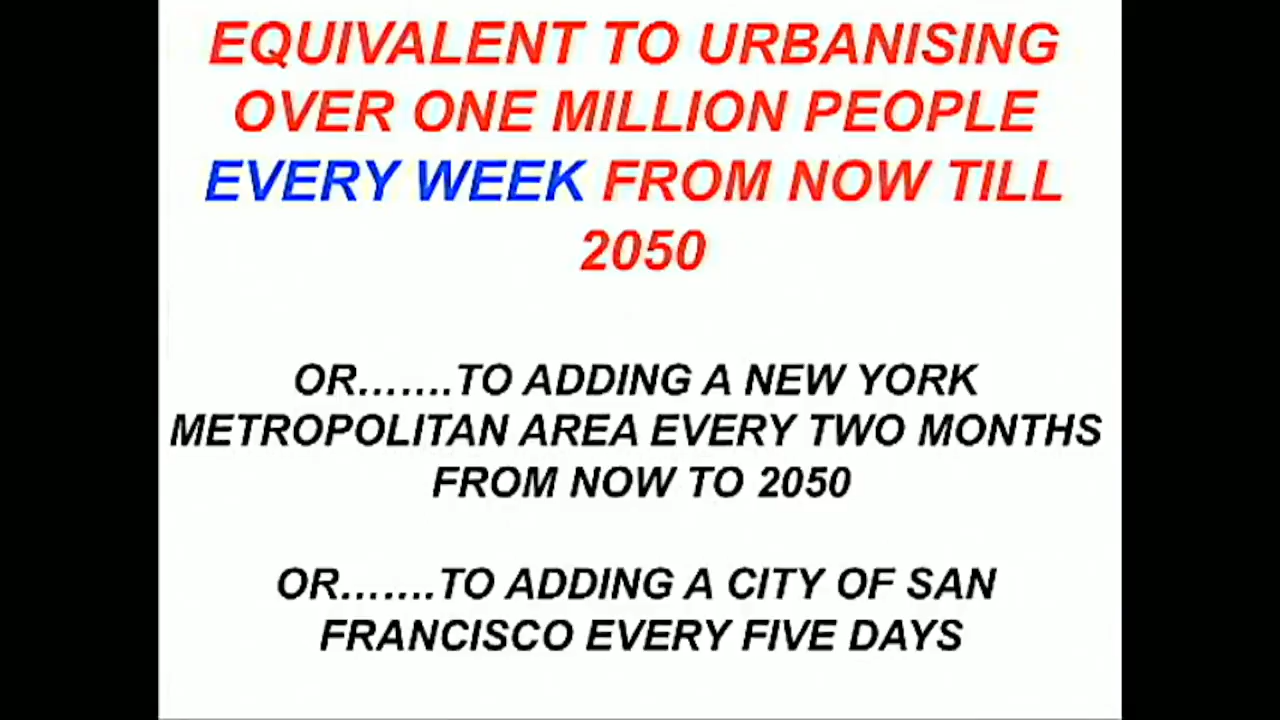 EQUIVALENT TO URBANISING
OVER ONE MILLION PEOPLE
EVERY WEEK FROM NOW TILL
2050
OR…….TO ADDING A NEW YORK
METROPOLITAN AREA EVERY TWO MONTHS
FROM NOW TO 2050
OR…….TO ADDING A CITY OF SAN
FRANCISCO EVERY FIVE DAYS